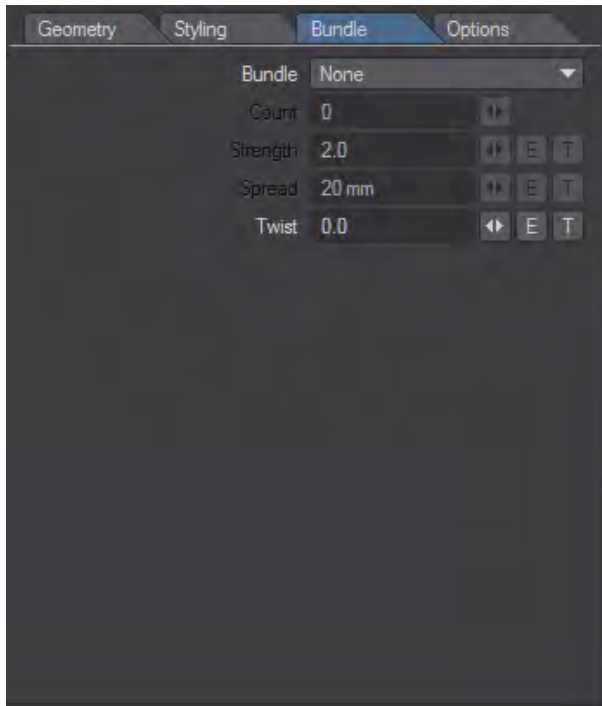 Geometry Styling Bundle Options
Bundle None
Count 0
Strength 2.0 E T
Spread 20 mm E T
Twist 0.0 E T